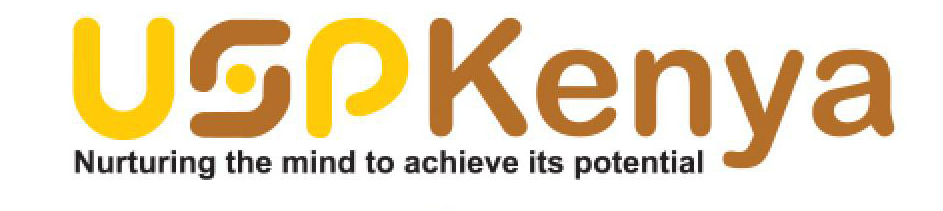 USPKenya
Nurturing the mind to achieve its potential